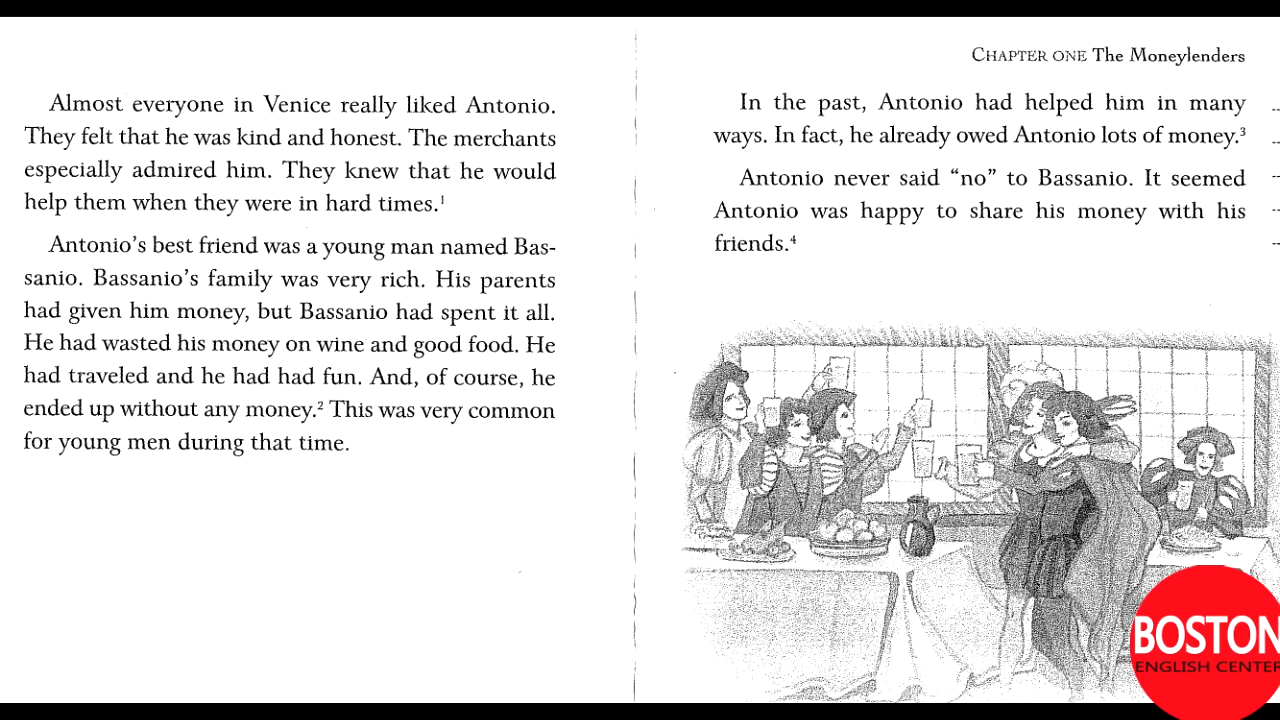 Almost everyone in Venice really liked Antonio.
They felt that he was kind and honest. The merchants
especially admired him. They knew that he would
help them when they were in hard times.¹
Antonio's best friend was a young man named Bas-
sanio. Bassanio's family was very rich. His parents
had given him money, but Bassanio had spent it all.
He had wasted his money on wine and good food. He
had traveled and he had had fun. And, of course, he
ended up without any money.² This was very common
for young men during that time.
CHAPTER ONE The Moneylenders
In the past, Antonio had helped him in many
ways. In fact, he already owed Antonio lots of money.³
Antonio never said “no” to Bassanio. It seemed
Antonio was happy to share his money with his
friends.⁴
BOSTON
ENGLISH CENTER